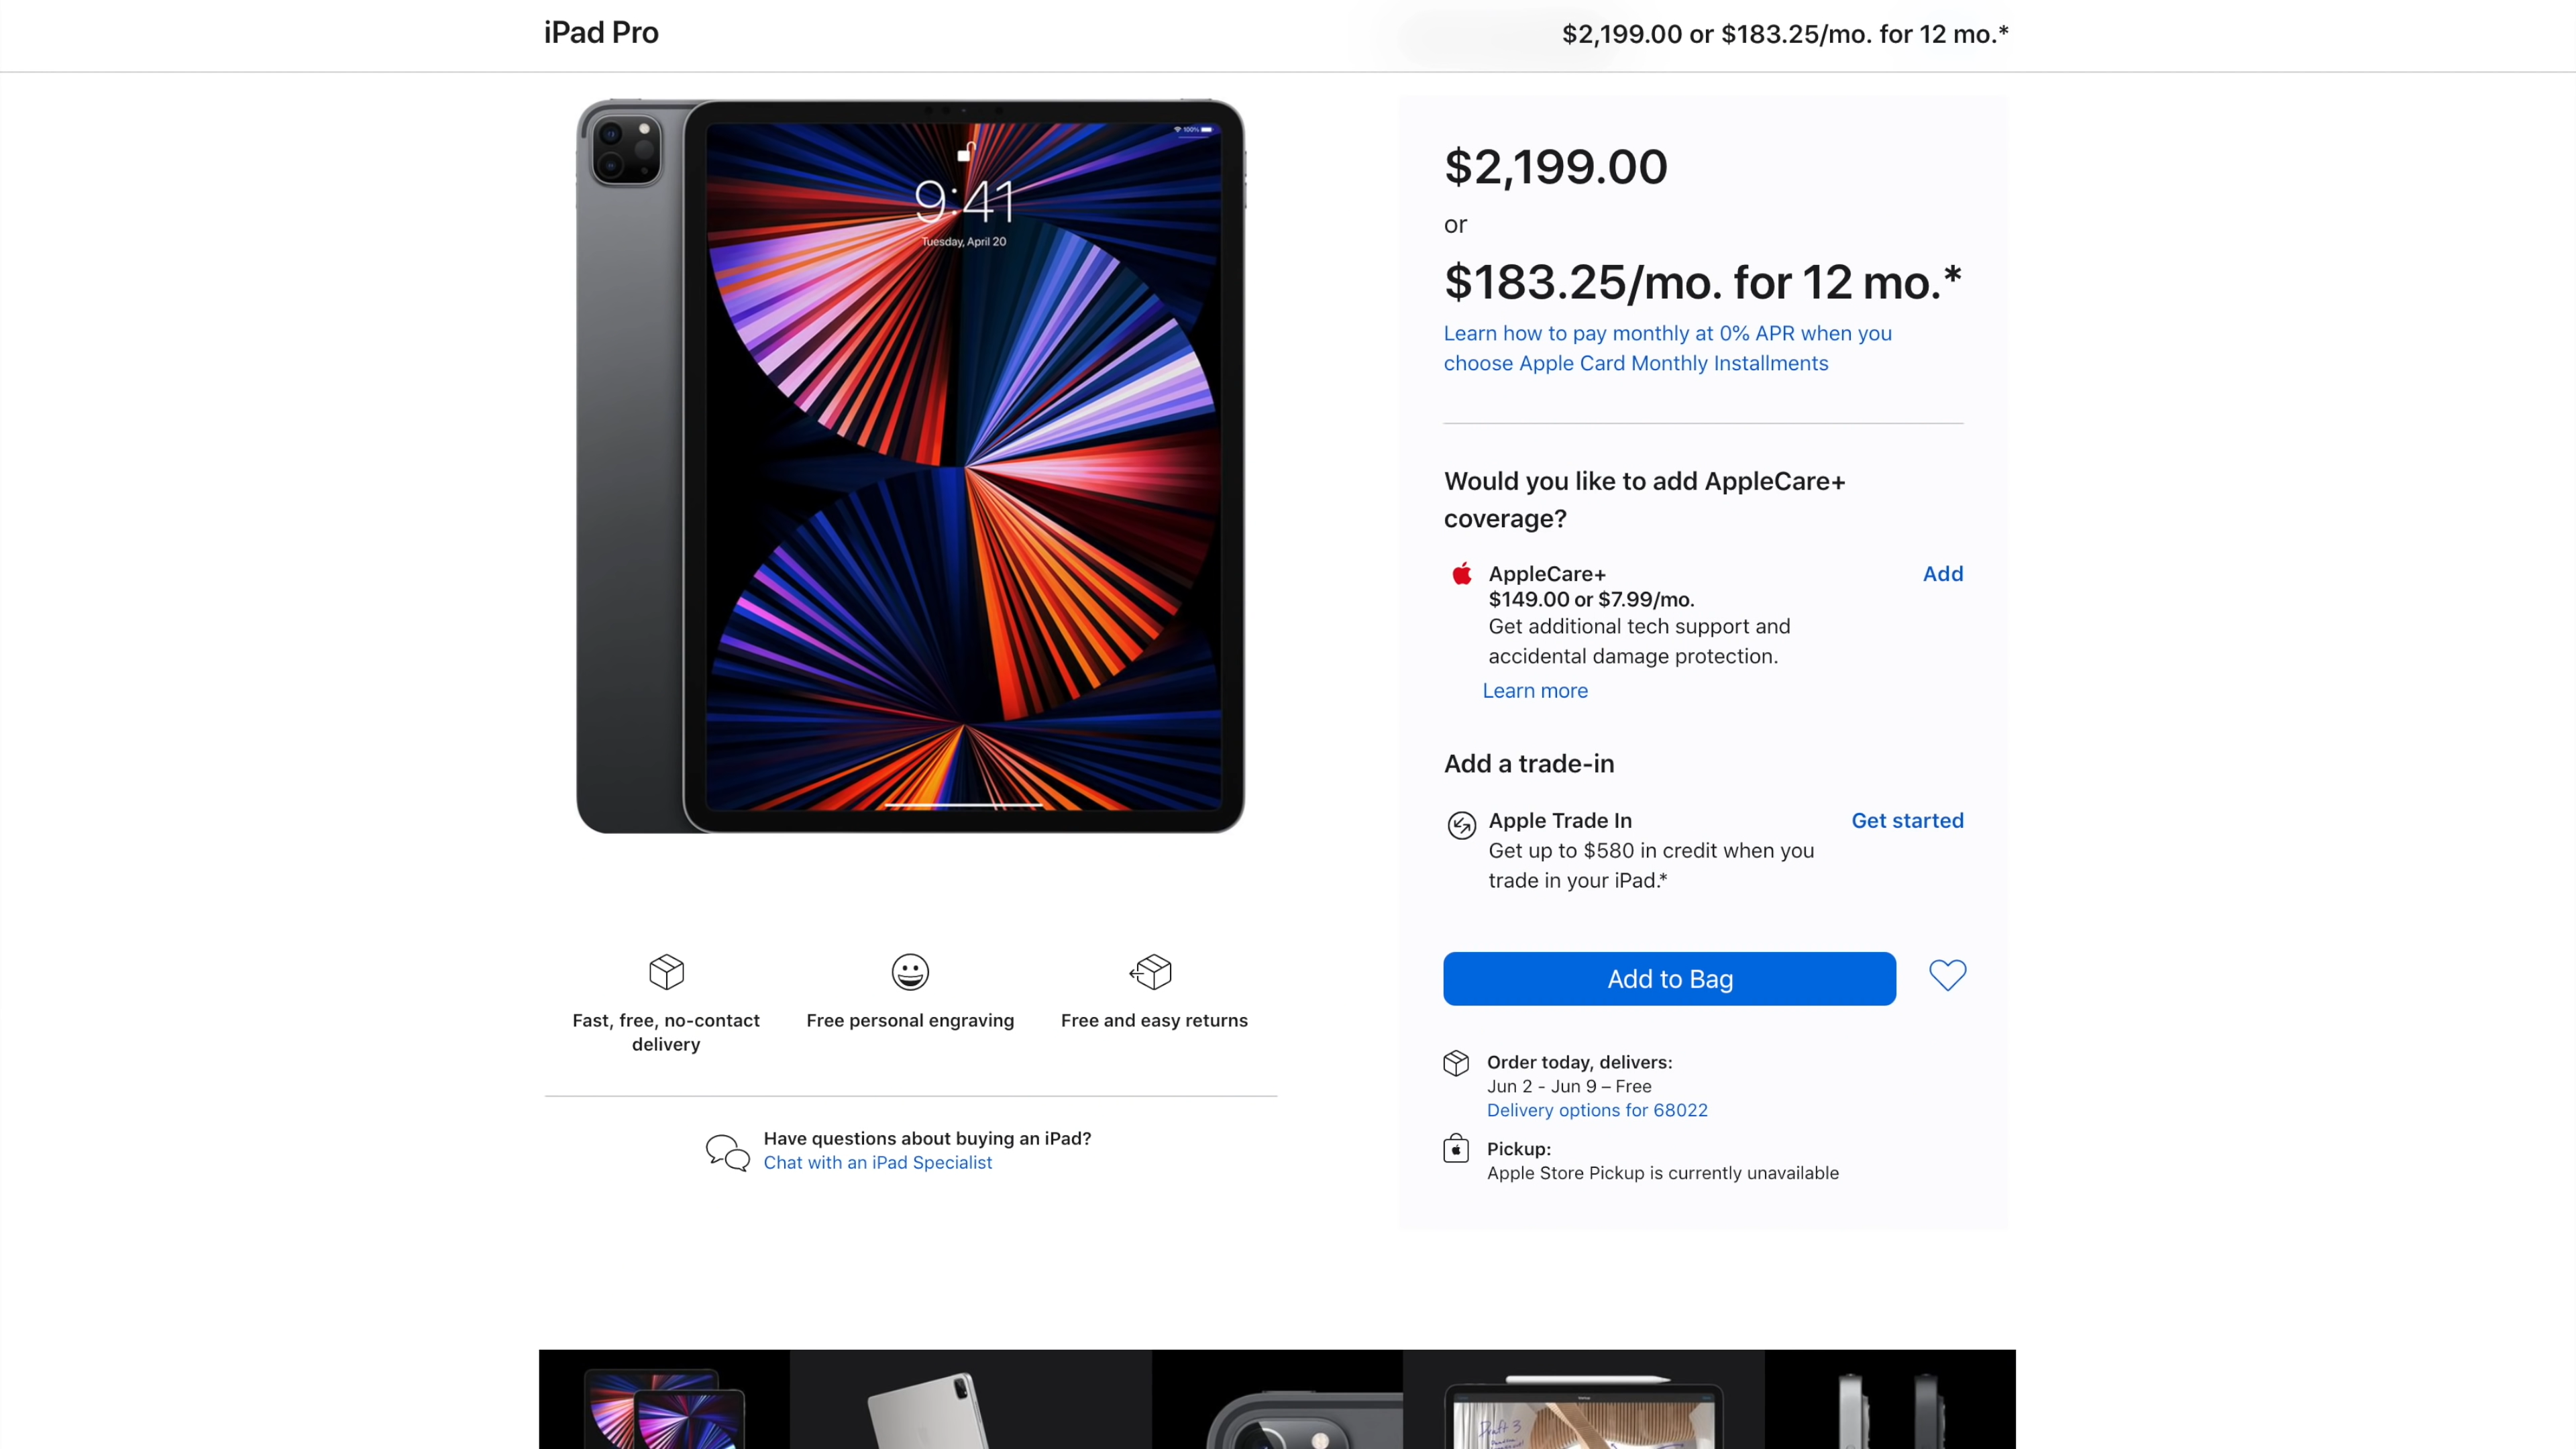 iPad Pro
$2,199.00 or $183.25/mo. for 12 mo.*
100%
9:41
Tuesday, April 20
$2,199.00
or
$183.25/mo. for 12 mo.*
Learn how to pay monthly at 0% APR when you
choose Apple Card Monthly Installments
Would you like to add AppleCare+
coverage?
AppleCare+
Add
$149.00 or $7.99/mo.
Get additional tech support and
accidental damage protection.
Learn more
Add a trade-in
Apple Trade In
Get started
Get up to $580 in credit when you
trade in your iPad.*
Add to Bag
Fast, free, no-contact
delivery
Free personal engraving
Free and easy returns
Order today, delivers:
Jun 2 - Jun 9 – Free
Delivery options for 68022
Have questions about buying an iPad?
Chat with an iPad Specialist
Pickup:
Apple Store Pickup is currently unavailable
Draft 3